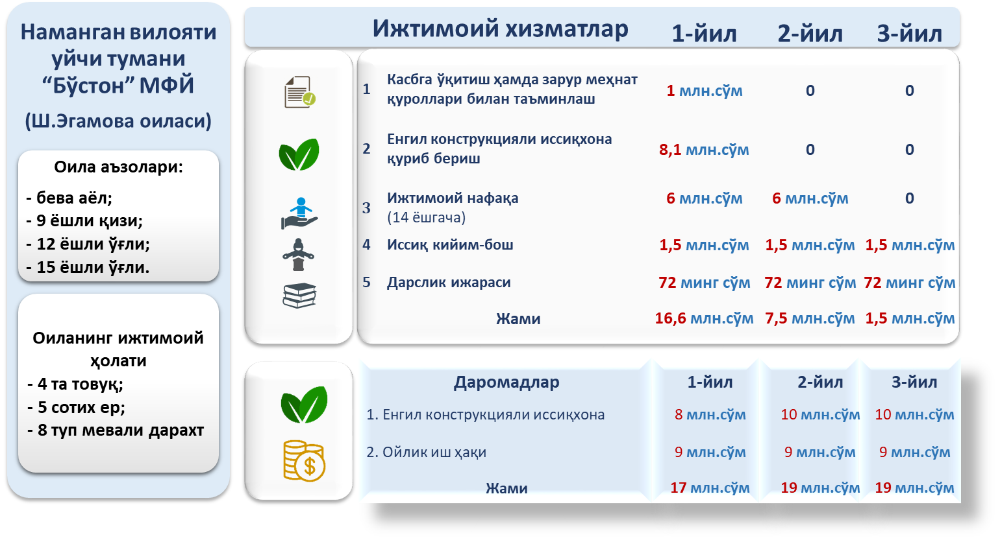 Наманган вилояти
уйчи тумани
“Бўстон” МФЙ
(Ш.Эгамова оиласи)
Оила аъзолари:
- бева аёл;
- 9 ёшли қизи;
- 12 ёшли ўғли;
- 15 ёшли ўғли.
Оиланинг ижтимоий
ҳолати
- 4 та товуқ;
- 5 сотих ер;
- 8 туп мевали дарахт
Ижтимоий хизматлар 1-йил 2-йил 3-йил
1 Касбга ўқитиш ҳамда зарур меҳнат
қуроллари билан таъминлаш 1 млн.сўм 0 0
2 Енгил конструкцияли иссиқхона
қуриб бериш 8,1 млн.сўм 0 0
3 Ижтимоий нафақа 6 млн.сўм 6 млн.сўм 0
(14 ёшгача)
4 Иссиқ кийим-бош 1,5 млн.сўм 1,5 млн.сўм 1,5 млн.сўм
5 Дарслик ижараси 72 минг сўм 72 минг сўм 72 минг сўм
Жами 16,6 млн.сўм 7,5 млн.сўм 1,5 млн.сўм
Даромадлар 1-йил 2-йил 3-йил
1. Енгил конструкцияли иссиқхона 8 млн.сўм 10 млн.сўм 10 млн.сўм
2. Ойлик иш ҳақи 9 млн.сўм 9 млн.сўм 9 млн.сўм
Жами 17 млн.сўм 19 млн.сўм 19 млн.сўм